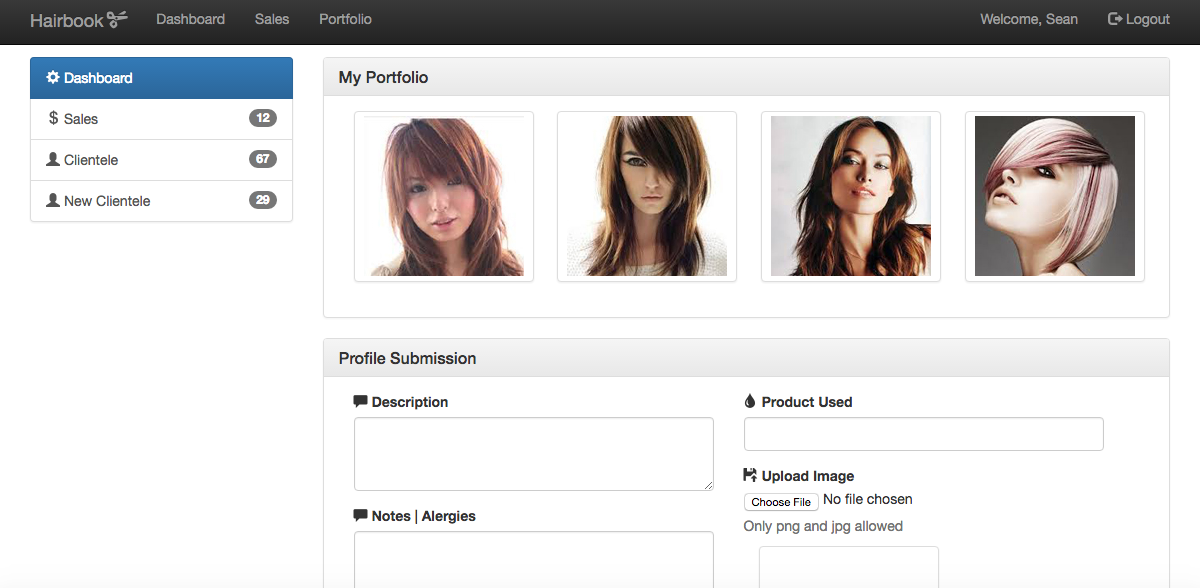 Hairbook Dashboard Sales Portfolio Welcome, Sean Logout
Dashboard
$ Sales 12
Clientele 67
New Clientele 29
My Portfolio
Profile Submission
Description
Notes | Alergies
Product Used
Upload Image
Choose File No file chosen
Only png and jpg allowed